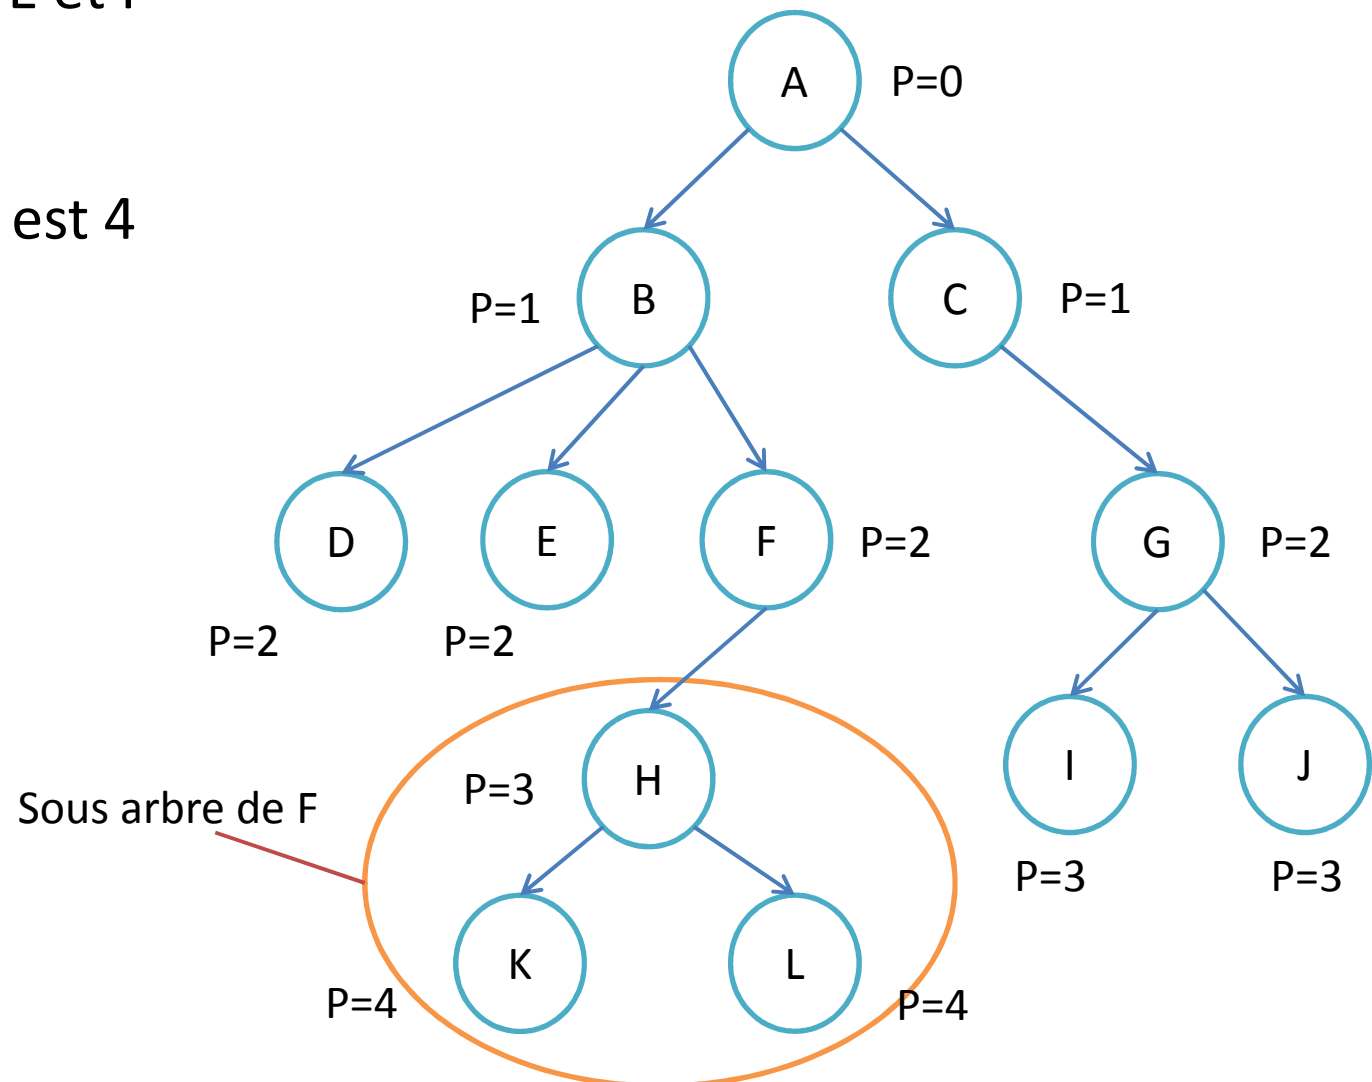 A P=0
est 4
P=1 B C P=1
D E F P=2 G P=2
P=2 P=2
H I J
P=3
Sous arbre de F
P=3 P=3
K L
P=4 P=4